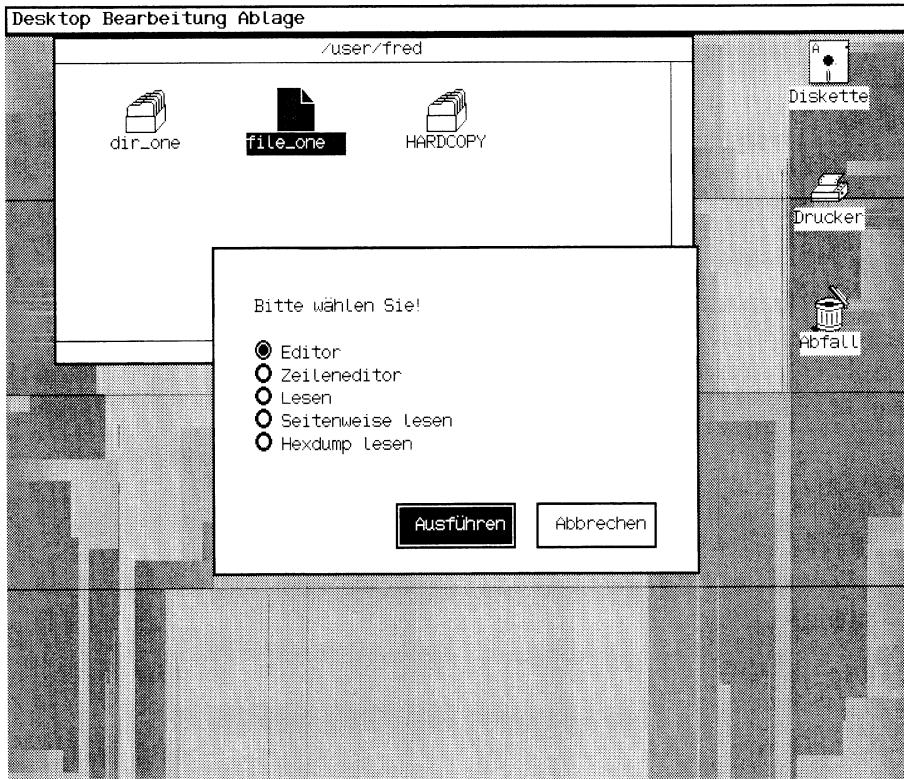 Desktop Bearbeitung Ablage
/user/fred
A
Diskette
dir_one
file_one
HARDCOPY
Drucker
Bitte wählen Sie!
Abfall
Editor
Zeileneditor
Lesen
Seitenweise lesen
Hexdump lesen
Ausführen
Abbrechen